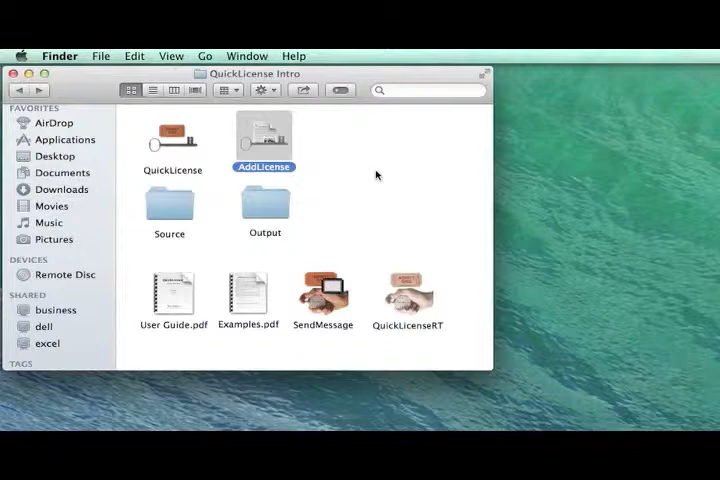 Finder File Edit View Go Window Help
QuickLicense Intro
FAVORITES
AirDrop
Applications
Desktop
Documents
Downloads
Movies
Music
Pictures
DEVICES
Remote Disc
SHARED
business
dell
excel
TAGS
QuickLicense AddLicense
Source Output
User Guide.pdf Examples.pdf SendMessage QuickLicenseRT